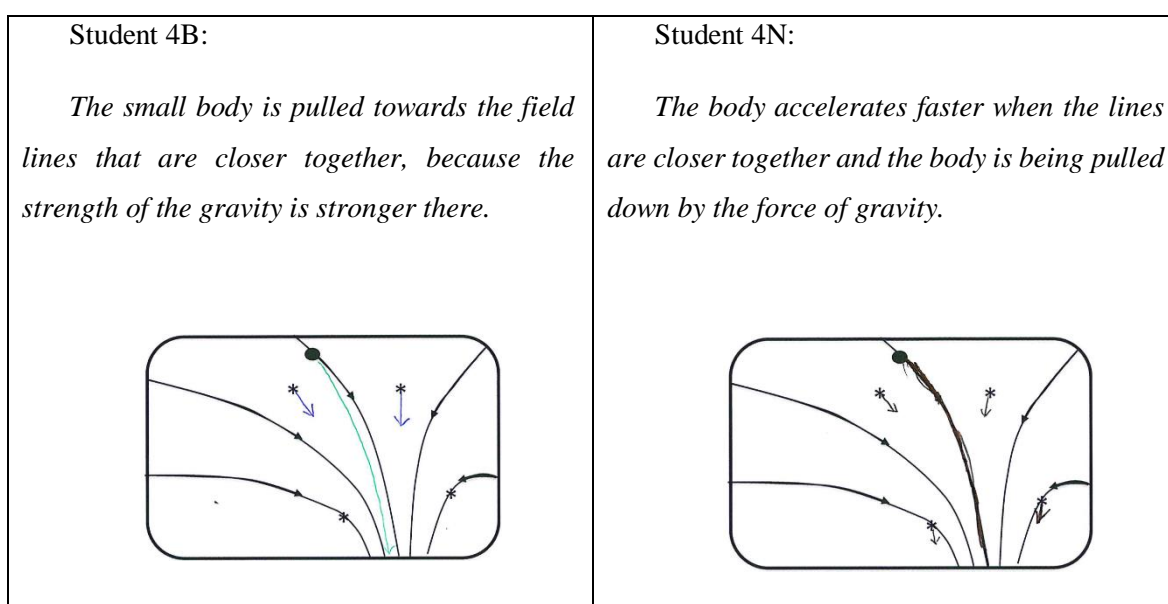 Student 4B:
The small body is pulled towards the field
lines that are closer together, because the
strength of the gravity is stronger there.
Student 4N:
The body accelerates faster when the lines
are closer together and the body is being pulled
down by the force of gravity.